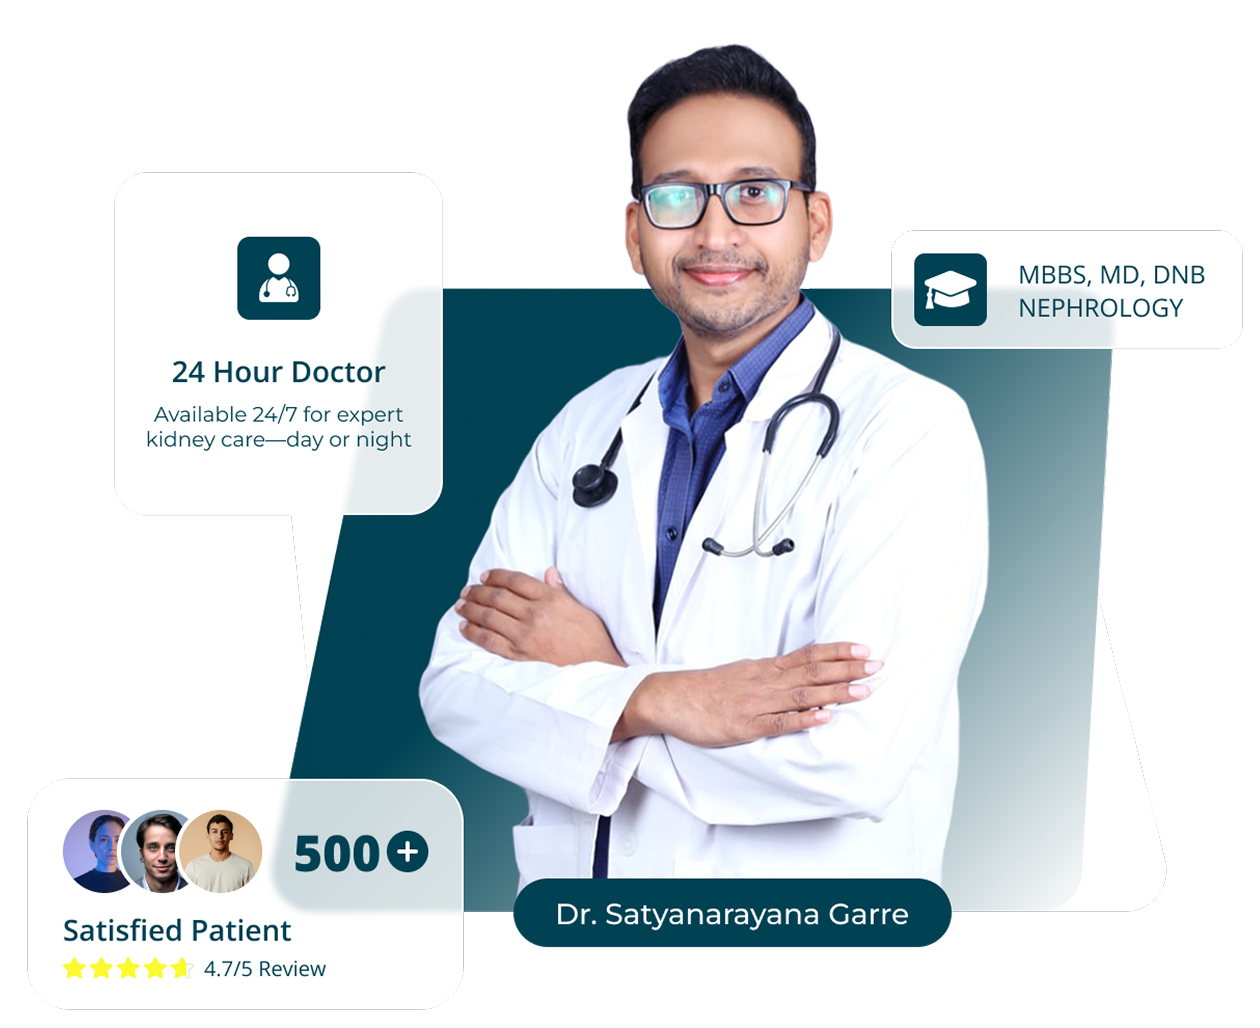 24 Hour Doctor
Available 24/7 for expert
kidney care—day or night
MBBS, MD, DNB
NEPHROLOGY
500+
Satisfied Patient
4.7/5 Review
Dr. Satyanarayana Garre